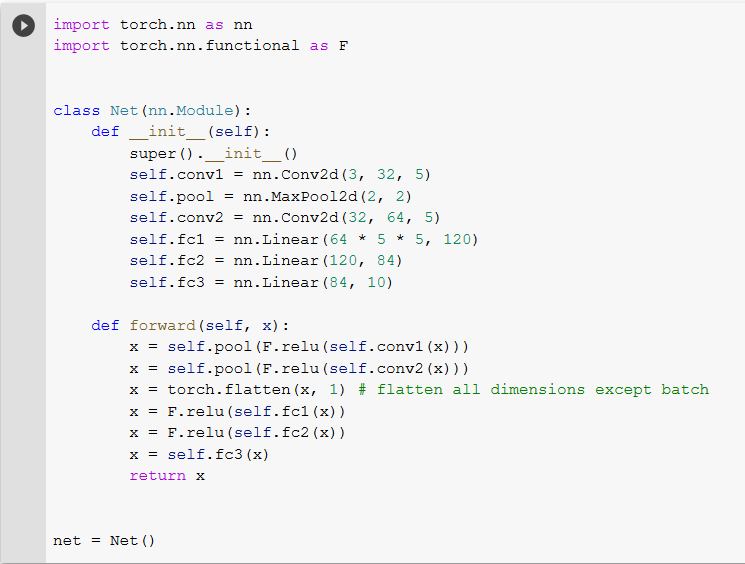 import torch.nn as nn
import torch.nn.functional as F
class Net(nn.Module):
    def __init__(self):
        super().__init__()
        self.conv1 = nn.Conv2d(3, 32, 5)
        self.pool = nn.MaxPool2d(2, 2)
        self.conv2 = nn.Conv2d(32, 64, 5)
        self.fc1 = nn.Linear(64 * 5 * 5, 120)
        self.fc2 = nn.Linear(120, 84)
        self.fc3 = nn.Linear(84, 10)
    def forward(self, x):
        x = self.pool(F.relu(self.conv1(x)))
        x = self.pool(F.relu(self.conv2(x)))
        x = torch.flatten(x, 1) # flatten all dimensions except batch
        x = F.relu(self.fc1(x))
        x = F.relu(self.fc2(x))
        x = self.fc3(x)
        return x
net = Net()